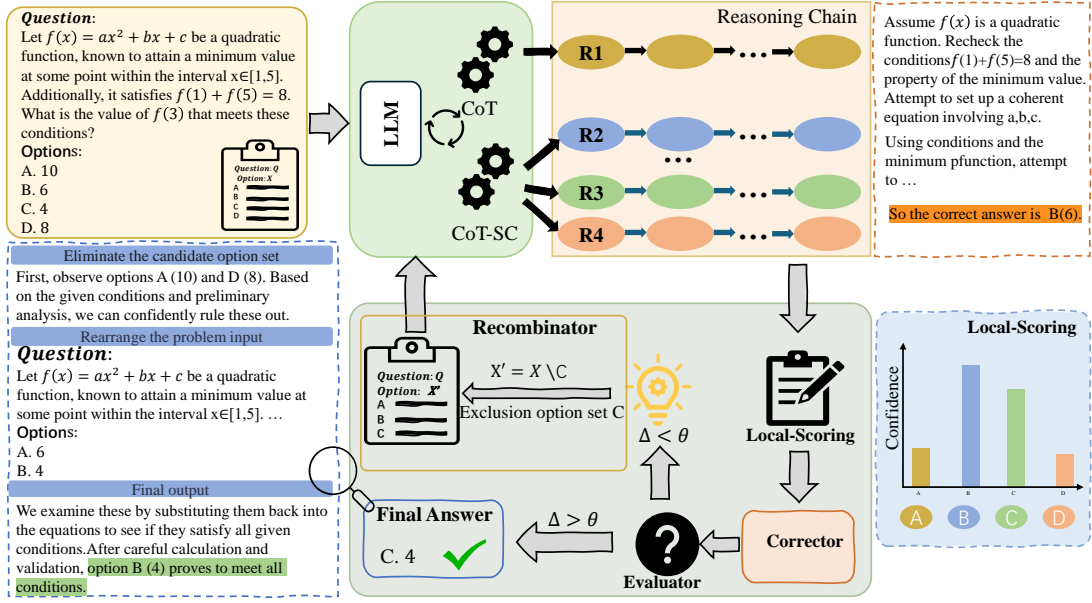 Question:
Let f(x) = ax² + bx + c be a quadratic
function, known to attain a minimum value
at some point within the interval x∈[1,5].
Additionally, it satisfies f(1) + f(5) = 8.
What is the value of f(3) that meets these
conditions?
Options:
A. 10
B. 6
C. 4
D. 8
Question: Q
Option: X
A
B
C
D
LLM
CoT
CoT-SC
Reasoning Chain
R1
R2
R3
R4
Assume f(x) is a quadratic
function. Recheck the
conditionsf(1)+f(5)=8 and the
property of the minimum value.
Attempt to set up a coherent
equation involving a,b,c.
Using conditions and the
minimum pfunction, attempt
to …
So the correct answer is B(6).
Eliminate the candidate option set
First, observe options A (10) and D (8). Based
on the given conditions and preliminary
analysis, we can confidently rule these out.
Rearrange the problem input
Question:
Let f(x) = ax² + bx + c be a quadratic
function, known to attain a minimum value at
some point within the interval x∈[1,5]. …
Options:
A. 6
B. 4
Final output
We examine these by substituting them back into
the equations to see if they satisfy all given
conditions.After careful calculation and
validation, option B (4) proves to meet all
conditions.
Recombinator
Question: Q
Option: X'
A
B
C
X' = X \C
Exclusion option set C
Δ < θ
Local-Scoring
Corrector
Evaluator
Δ > θ
Final Answer
C. 4
Local-Scoring
Confidence
A B C D
A B C D